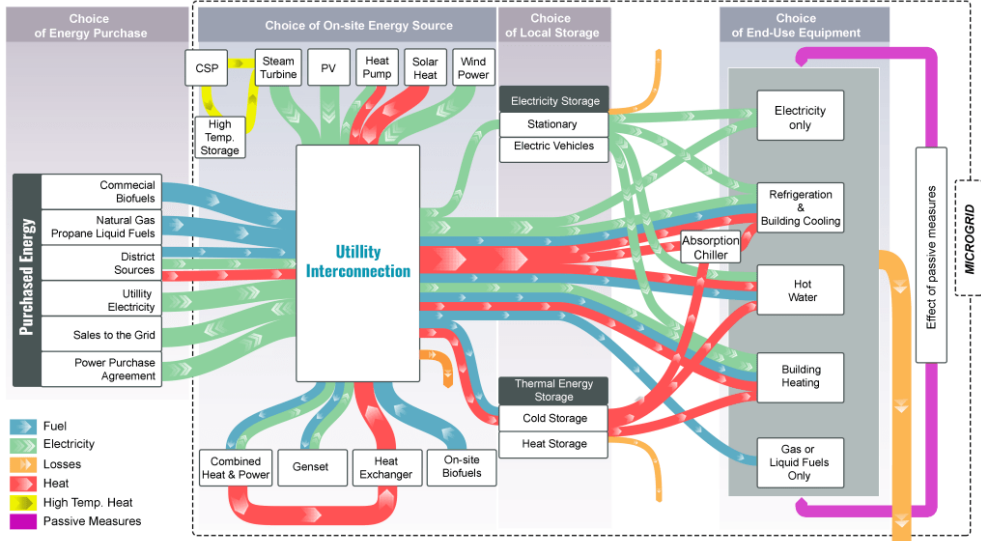 Choice
of Energy Purchase
Choice of On-site Energy Source
Choice
of Local Storage
Choice
of End-Use Equipment
CSP
Steam
Turbine
PV
Heat
Pump
Solar
Heat
Wind
Power
High
Temp.
Storage
Electricity Storage
Stationary
Electric Vehicles
Electricity
only
Purchased Energy
Commecial
Biofuels
Natural Gas
Propane Liquid Fuels
District
Sources
Utillity
Electricity
Sales to the Grid
Power Purchase
Agreement
Utillity
Interconnection
Refrigeration
&
Building Cooling
Absorption
Chiller
Hot
Water
Building
Heating
Gas or
Liquid Fuels
Only
Thermal Energy
Storage
Cold Storage
Heat Storage
Effect of passive measures
MICROGRID
Combined
Heat & Power
Genset
Heat
Exchanger
On-site
Biofuels
Fuel
Electricity
Losses
Heat
High Temp. Heat
Passive Measures